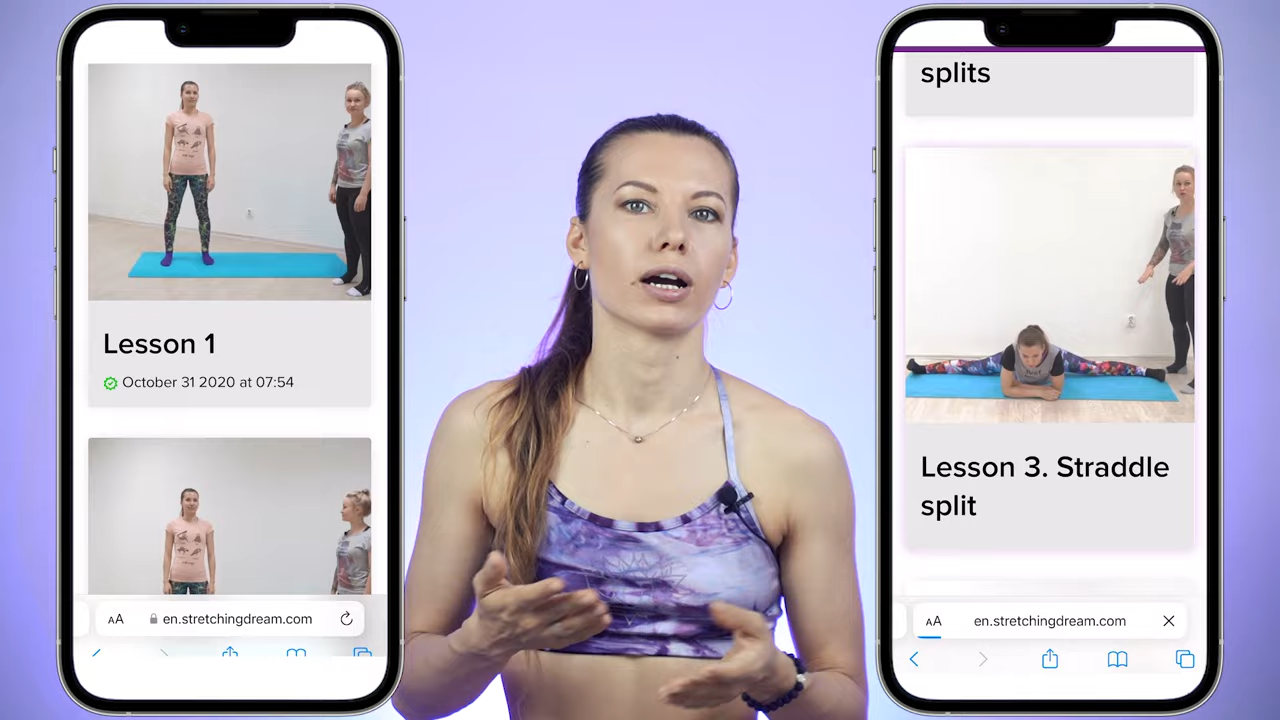 Lesson 1
October 31 2020 at 07:54
AA en.stretchingdream.com
splits
Lesson 3. Straddle
split
AA en.stretchingdream.com